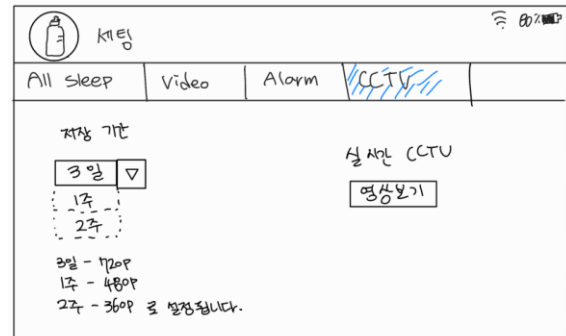 세팅
80%
All Sleep
Video
Alarm
CCTV
저장 기간
3일
1주
2주
3일 - 720P
1주 - 480P
2주 - 360P 로 설정됩니다.
실시간 CCTV
영상보기